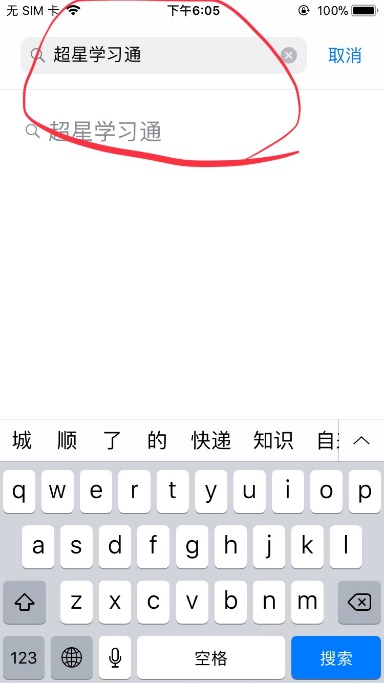 无 SIM 卡 下午6:05 100%
超星学习通 取消
超星学习通
城 顺 了 的 快递 知识
q w e r t y u i o p
a s d f g h j k l
z x c v b n m
123 空格 搜索